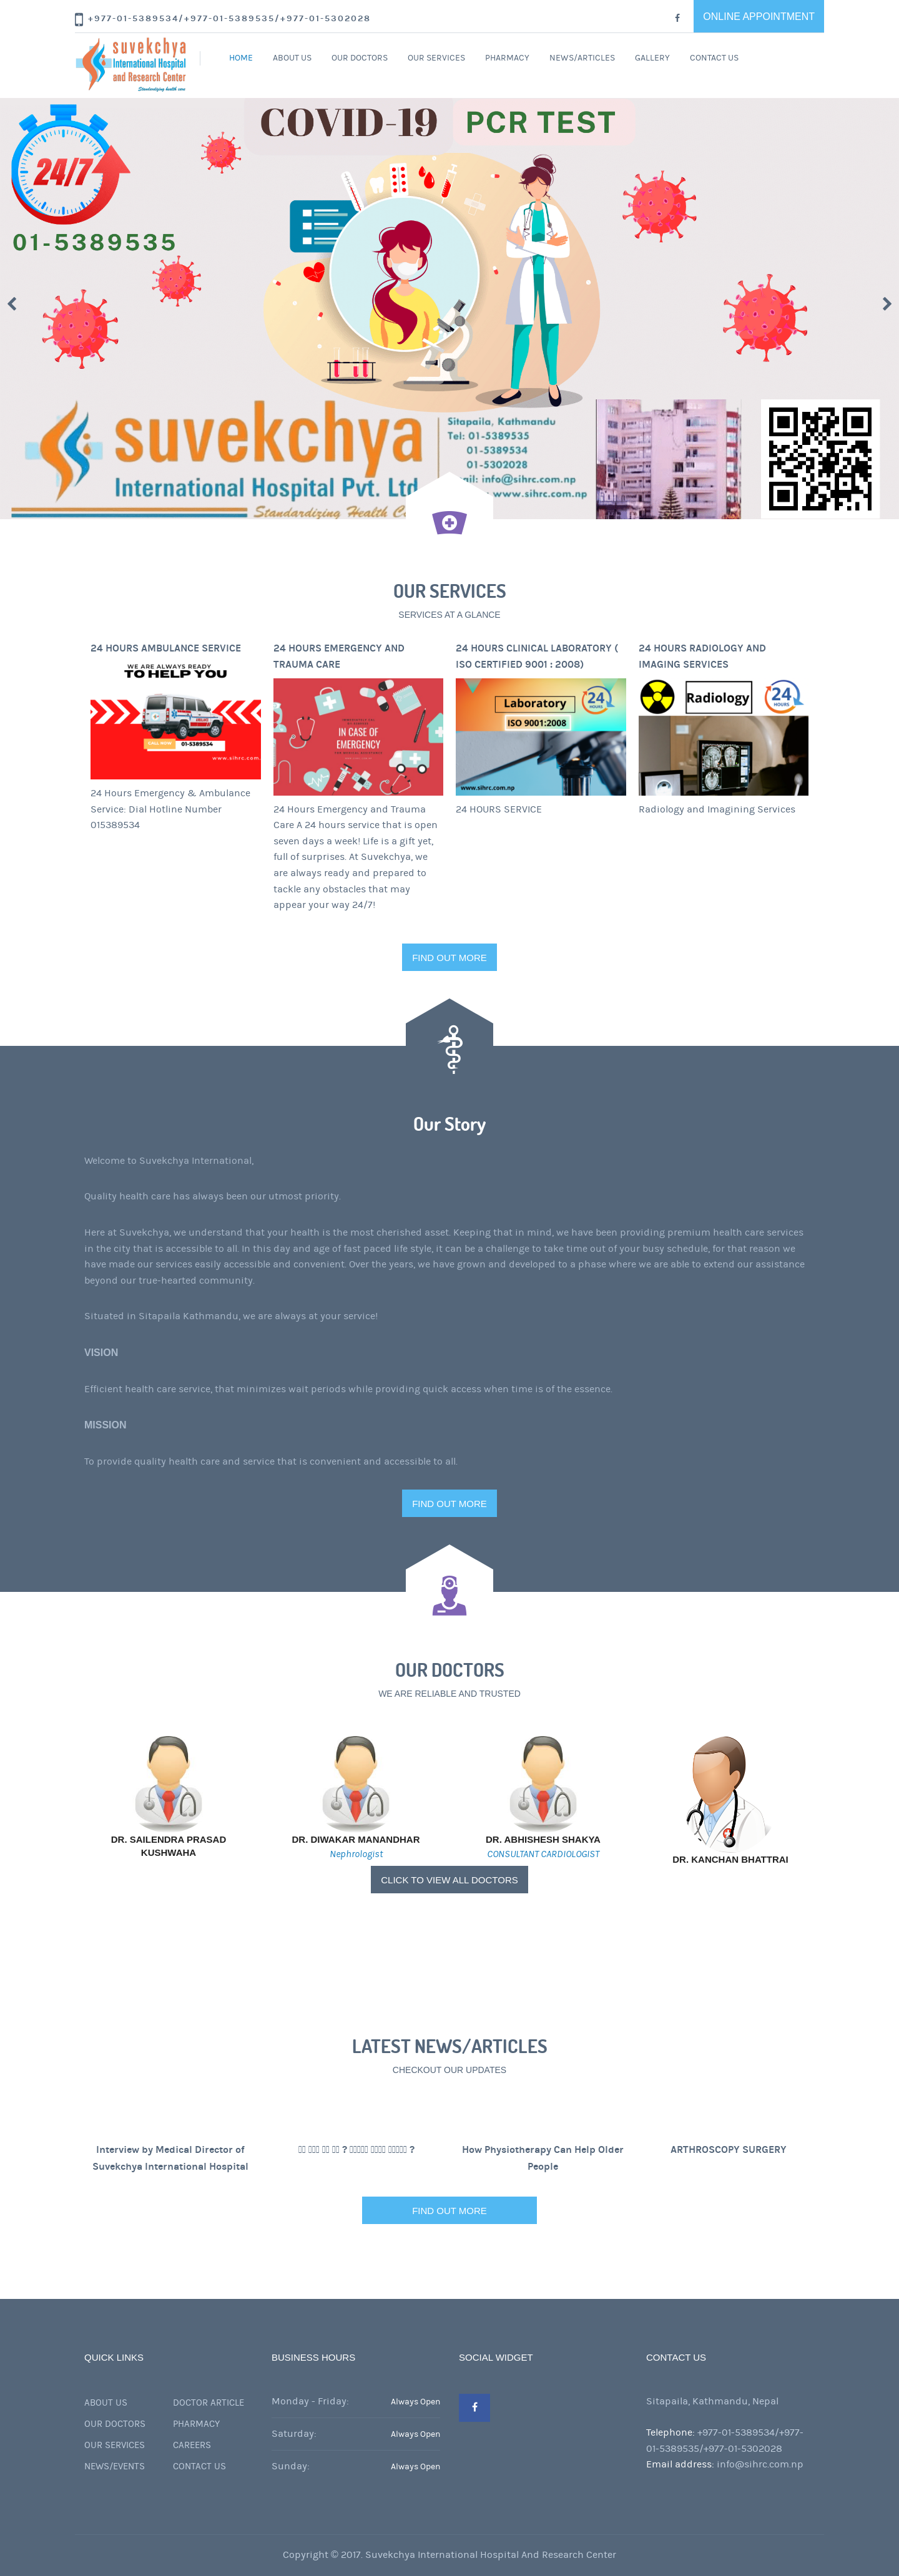 +977-01-5389534/+977-01-5389535/+977-01-5302028
ONLINE APPOINTMENT
suvekchya
International Hospital
and Research Center
Standardizing health care
HOME ABOUT US OUR DOCTORS OUR SERVICES PHARMACY NEWS/ARTICLES GALLERY CONTACT US
COVID-19 PCR TEST
24/7
01-5389535
suvekchya
International Hospital Pvt. Ltd
Standardizing Health C
Sitapaila, Kathmandu
Tel: 01-5389535
01-5389534
01-5302028
il: info@sihrc.com.np
www.sihrc.com.np
OUR SERVICES
SERVICES AT A GLANCE
24 HOURS AMBULANCE SERVICE
WE ARE ALWAYS READY
TO HELP YOU
CALL NOW 01-5389534
www.sihrc.com.
24 Hours Emergency & Ambulance
Service: Dial Hotline Number
015389534
24 HOURS EMERGENCY AND
TRAUMA CARE
IN CASE OF
EMERGENCY
24 Hours Emergency and Trauma
Care A 24 hours service that is open
seven days a week! Life is a gift yet,
full of surprises. At Suvekchya, we
are always ready and prepared to
tackle any obstacles that may
appear your way 24/7!
24 HOURS CLINICAL LABORATORY (
ISO CERTIFIED 9001 : 2008)
Laboratory
24
HOURS
ISO 9001:2008
www.sihrc.com.np
24 HOURS SERVICE
24 HOURS RADIOLOGY AND
IMAGING SERVICES
Radiology
24
HOURS
Radiology and Imagining Services
FIND OUT MORE
Our Story
Welcome to Suvekchya International,
Quality health care has always been our utmost priority.
Here at Suvekchya, we understand that your health is the most cherished asset. Keeping that in mind, we have been providing premium health care services
in the city that is accessible to all. In this day and age of fast paced life style, it can be a challenge to take time out of your busy schedule, for that reason we
have made our services easily accessible and convenient. Over the years, we have grown and developed to a phase where we are able to extend our assistance
beyond our true-hearted community.
Situated in Sitapaila Kathmandu, we are always at your service!
VISION
Efficient health care service, that minimizes wait periods while providing quick access when time is of the essence.
MISSION
To provide quality health care and service that is convenient and accessible to all.
FIND OUT MORE
OUR DOCTORS
WE ARE RELIABLE AND TRUSTED
DR. SAILENDRA PRASAD
KUSHWAHA
DR. DIWAKAR MANANDHAR
Nephrologist
DR. ABHISHESH SHAKYA
CONSULTANT CARDIOLOGIST
DR. KANCHAN BHATTRAI
CLICK TO VIEW ALL DOCTORS
LATEST NEWS/ARTICLES
CHECKOUT OUR UPDATES
Interview by Medical Director of
Suvekchya International Hospital
? ?
How Physiotherapy Can Help Older
People
ARTHROSCOPY SURGERY
FIND OUT MORE
QUICK LINKS
ABOUT US
OUR DOCTORS
OUR SERVICES
NEWS/EVENTS
DOCTOR ARTICLE
PHARMACY
CAREERS
CONTACT US
BUSINESS HOURS
Monday - Friday: Always Open
Saturday: Always Open
Sunday: Always Open
SOCIAL WIDGET
CONTACT US
Sitapaila, Kathmandu, Nepal
Telephone: +977-01-5389534/+977-
01-5389535/+977-01-5302028
Email address: info@sihrc.com.np
Copyright © 2017. Suvekchya International Hospital And Research Center